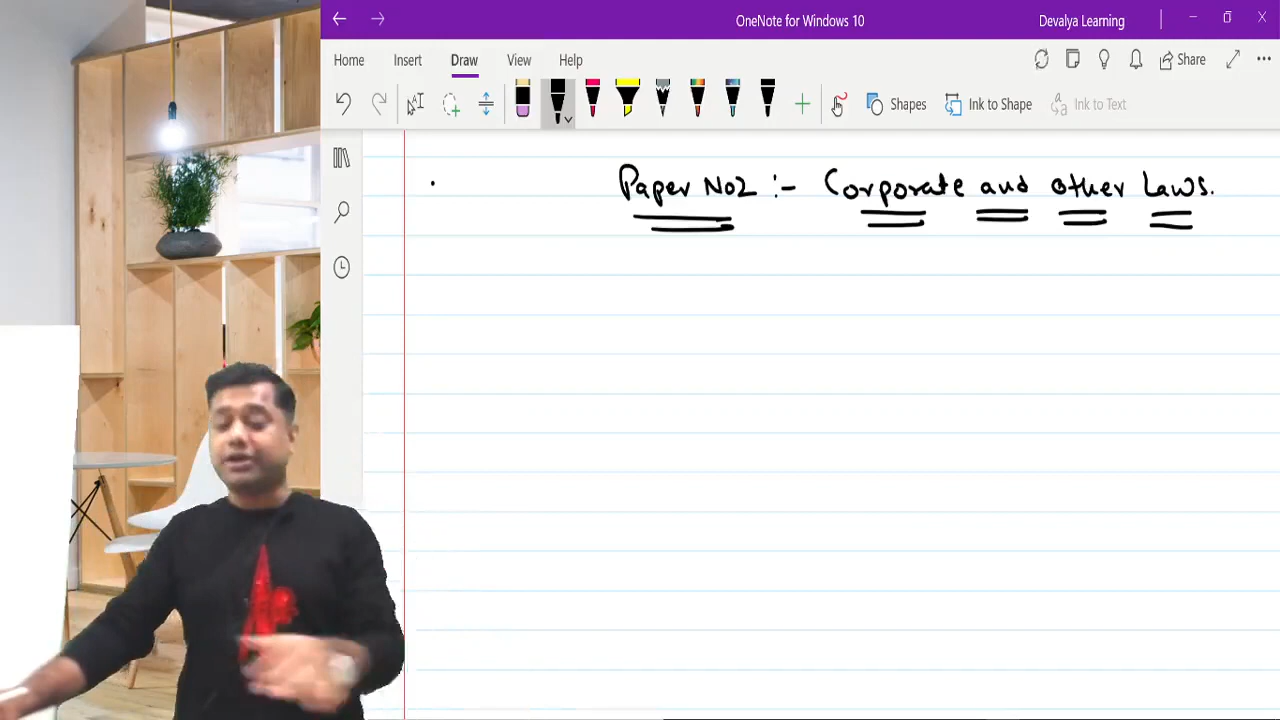 OneNote for Windows 10
Devalya Learning
Home Insert Draw View Help
Share
Shapes Ink to Shape Ink to Text
Paper No2 :- Corporate and other Laws.